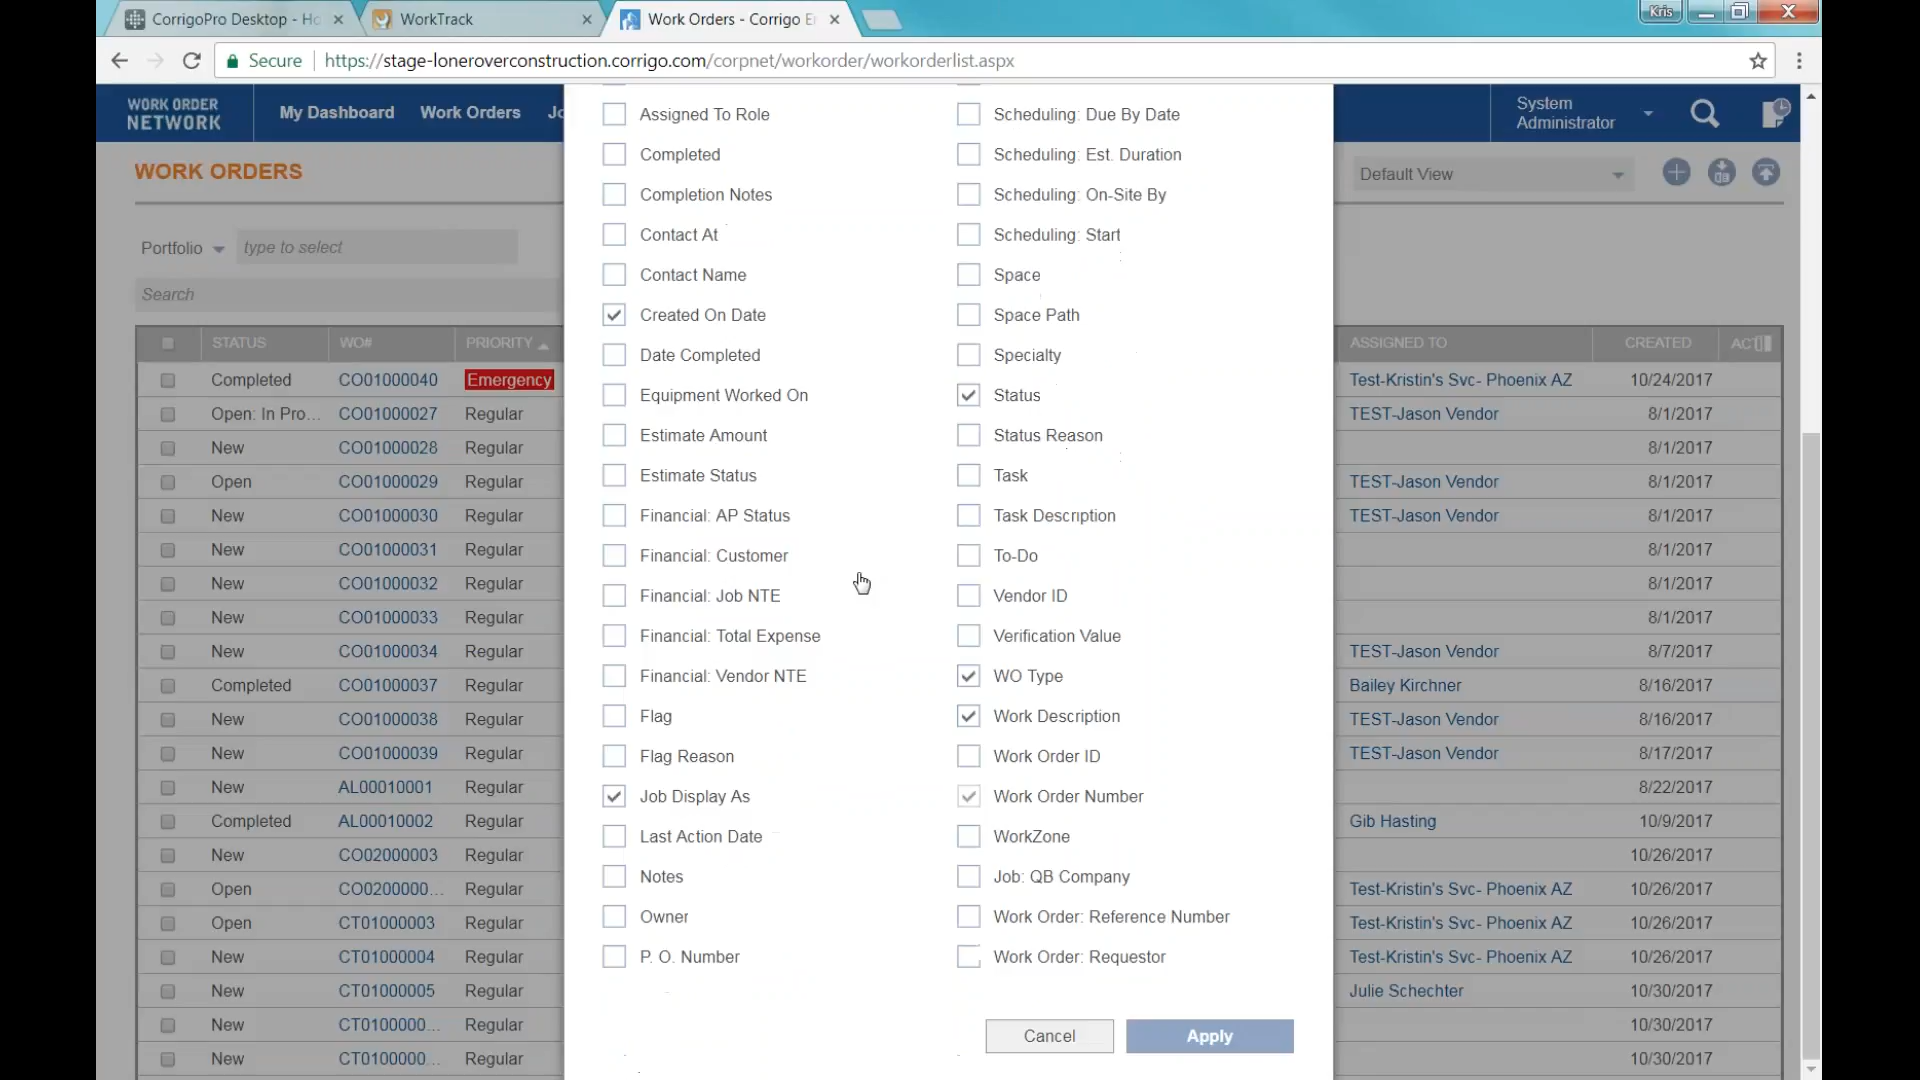 CorrigoPro Desktop - Ho
WorkTrack
Work Orders - Corrigo E
Kris
Secure
https://stage-loneroverconstruction.corrigo.com/corpnet/workorder/workorderlist.aspx
WORK ORDER
NETWORK
My Dashboard
Work Orders
Jo
System
Administrator
WORK ORDERS
Default View
Portfolio
type to select
Search
STATUS WO# PRIORITY
ASSIGNED TO CREATED ACT
Completed CO01000040 Emergency
Test-Kristin's Svc- Phoenix AZ 10/24/2017
Open: In Pro... CO01000027 Regular
TEST-Jason Vendor 8/1/2017
New CO01000028 Regular
8/1/2017
Open CO01000029 Regular
TEST-Jason Vendor 8/1/2017
New CO01000030 Regular
TEST-Jason Vendor 8/1/2017
New CO01000031 Regular
8/1/2017
New CO01000032 Regular
8/1/2017
New CO01000033 Regular
8/1/2017
New CO01000034 Regular
TEST-Jason Vendor 8/7/2017
Completed CO01000037 Regular
Bailey Kirchner 8/16/2017
New CO01000038 Regular
TEST-Jason Vendor 8/16/2017
New CO01000039 Regular
TEST-Jason Vendor 8/17/2017
New AL00010001 Regular
8/22/2017
Completed AL00010002 Regular
Gib Hasting 10/9/2017
New CO02000003 Regular
10/26/2017
Open CO0200000... Regular
Test-Kristin's Svc- Phoenix AZ 10/26/2017
Open CT01000003 Regular
Test-Kristin's Svc- Phoenix AZ 10/26/2017
New CT01000004 Regular
Test-Kristin's Svc- Phoenix AZ 10/26/2017
New CT01000005 Regular
Julie Schechter 10/30/2017
New CT0100000... Regular
10/30/2017
New CT0100000... Regular
10/30/2017
Assigned To Role
Completed
Completion Notes
Contact At
Contact Name
Created On Date
Date Completed
Equipment Worked On
Estimate Amount
Estimate Status
Financial: AP Status
Financial: Customer
Financial: Job NTE
Financial: Total Expense
Financial: Vendor NTE
Flag
Flag Reason
Job Display As
Last Action Date
Notes
Owner
P. O. Number
Scheduling: Due By Date
Scheduling: Est. Duration
Scheduling: On-Site By
Scheduling: Start
Space
Space Path
Specialty
Status
Status Reason
Task
Task Description
To-Do
Vendor ID
Verification Value
WO Type
Work Description
Work Order ID
Work Order Number
WorkZone
Job: QB Company
Work Order: Reference Number
Work Order: Requestor
Cancel
Apply